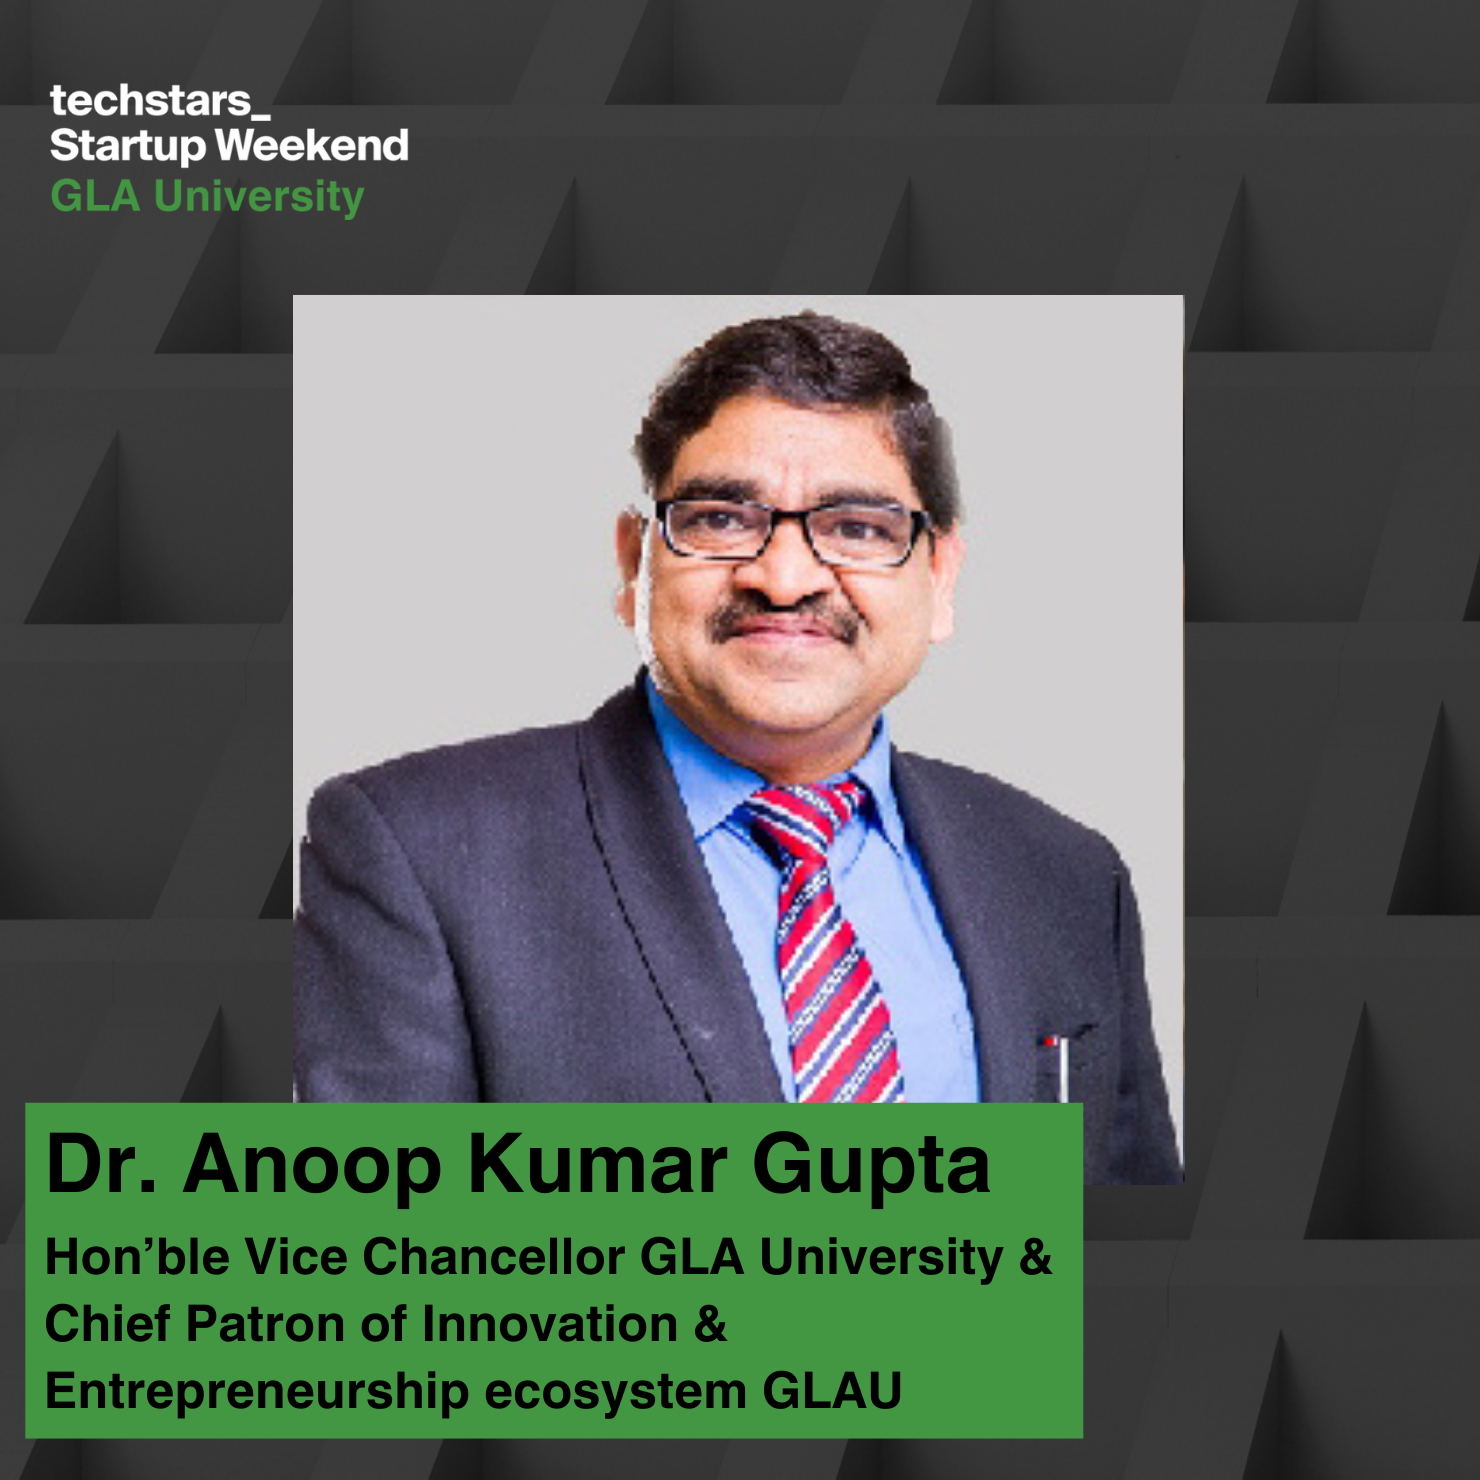 techstars_
Startup Weekend
GLA University
Dr. Anoop Kumar Gupta
Hon’ble Vice Chancellor GLA University &
Chief Patron of Innovation &
Entrepreneurship ecosystem GLAU